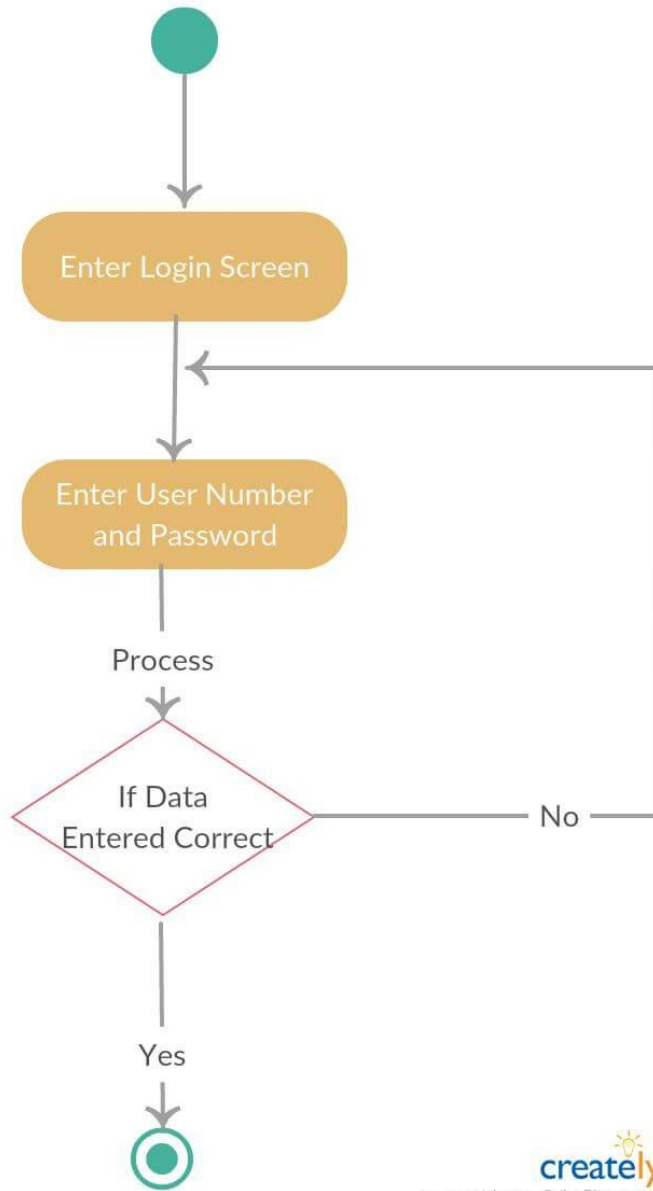 Enter Login Screen
Enter User Number
and Password
Process
If Data
Entered Correct
No
Yes
creately